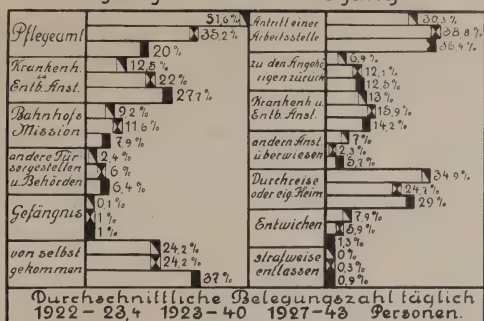 Pflegeamt
51,6%
35,2%
20%
Krankenh.
u
Entb. Anst.
12,5%
22%
27,7%
Bahnhofs
Mission
9,2%
11,6%
7,9%
andere Für-
sorgestellen
u. Behörden
2,4%
6%
6,4%
Gefängnis
0,1%
1%
1%
von selbst
gekommen
24,2%
24,2%
37%
Antritt einer
Arbeitsstelle
30,3%
38,8%
36,4%
zu den Angehö
rigen zurück
6,9%
12,1%
12,5%
Krankenh u.
Entb. Anst.
13%
15,9%
14,2%
andern Anst.
überwiesen
7%
2,3%
5,7%
Durchreise
oder eig. Heim
34,9%
24,7%
29%
Entwichen
7,9%
5,9%
1,3%
strafweise
entlassen
0%
0,3%
0,9%
Durchschnittliche Belegungszahl täglich
1922-23,4 1923-40 1927-43 Personen.